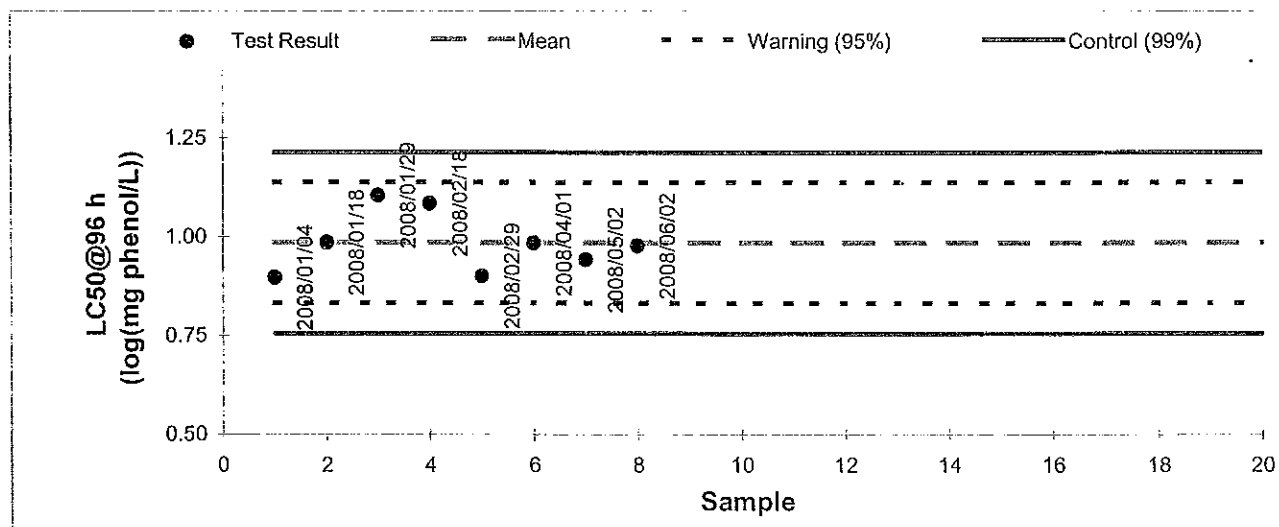 Test Result Mean Warning (95%) Control (99%)
LC50@96 h
(log(mg phenol/L))
1.25
1.00
0.75
0.50
2008/01/04
2008/01/18
2008/01/29
2008/02/18
2008/02/29
2008/04/01
2008/05/02
2008/06/02
0 2 4 6 8 10 12 14 16 18 20
Sample